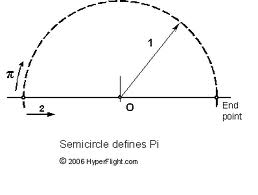 1
π
2
O
End
point
Semicircle defines Pi
© 2006 HyperFlight.com